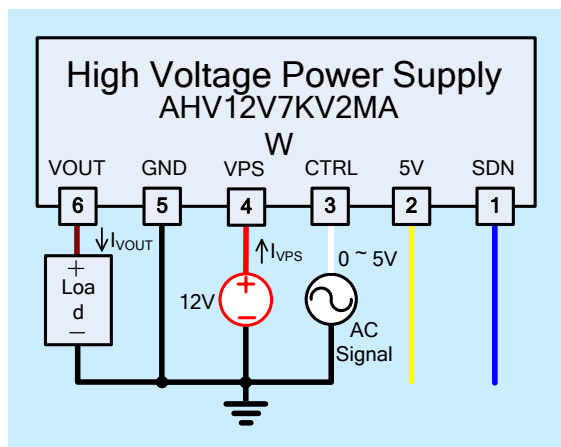 High Voltage Power Supply
AHV12V7KV2MA
W
VOUT GND VPS CTRL 5V SDN
6 5 4 3 2 1
↓IVOUT ↑IVPS 0 ~ 5V
+
Loa
d
−
12V
+
−
AC
Signal